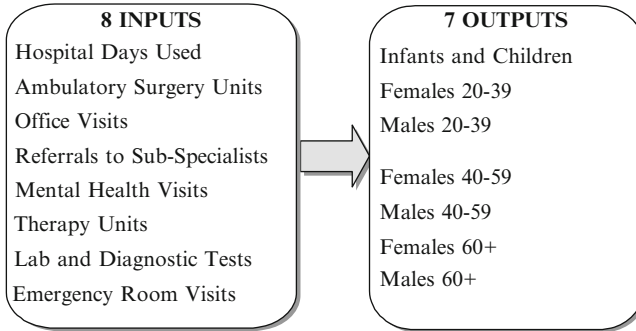 8 INPUTS
Hospital Days Used
Ambulatory Surgery Units
Office Visits
Referrals to Sub-Specialists
Mental Health Visits
Therapy Units
Lab and Diagnostic Tests
Emergency Room Visits
7 OUTPUTS
Infants and Children
Females 20-39
Males 20-39
Females 40-59
Males 40-59
Females 60+
Males 60+